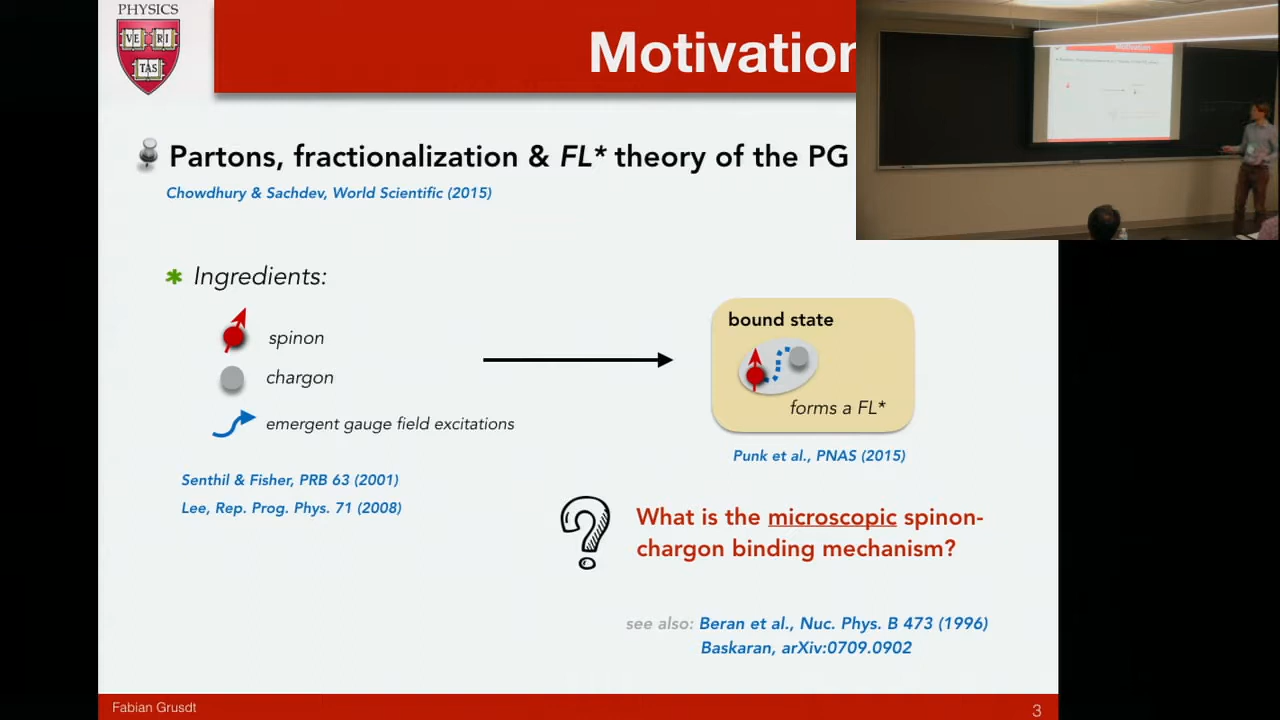 PHYSICS
VE RI
TAS
Motivation
Partons, fractionalization & FL* theory of the PG
Chowdhury & Sachdev, World Scientific (2015)
Ingredients:
spinon
chargon
emergent gauge field excitations
Senthil & Fisher, PRB 63 (2001)
Lee, Rep. Prog. Phys. 71 (2008)
bound state
forms a FL*
Punk et al., PNAS (2015)
What is the microscopic spinon-
chargon binding mechanism?
see also: Beran et al., Nuc. Phys. B 473 (1996)
Baskaran, arXiv:0709.0902
Fabian Grusdt
3